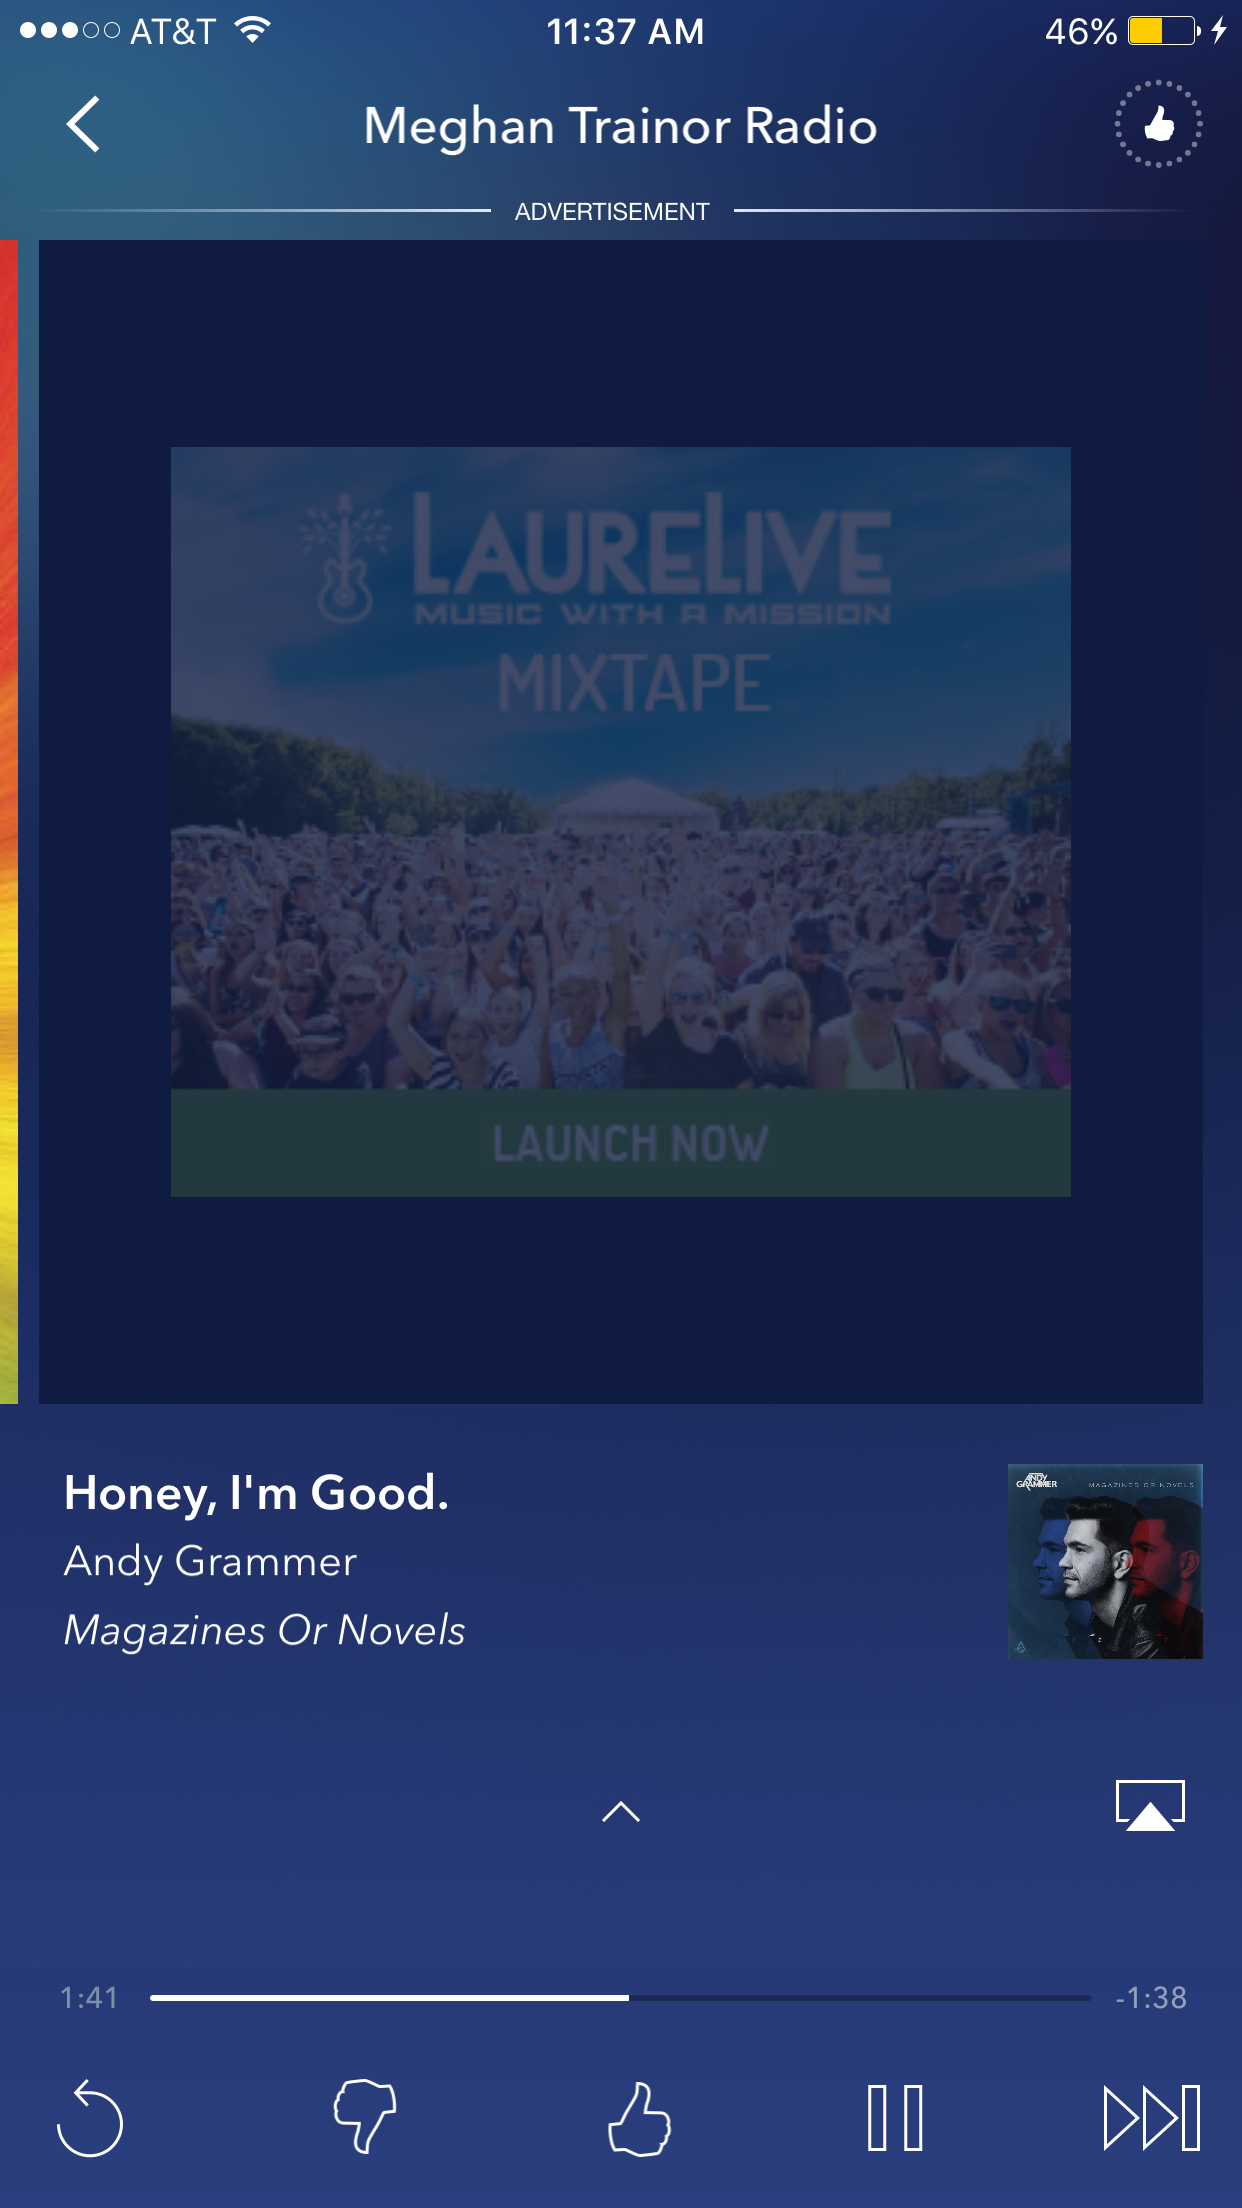 AT&T
11:37 AM
46%
Meghan Trainor Radio
ADVERTISEMENT
LAURELIVE
MUSIC WITH A MISSION
MIXTAPE
LAUNCH NOW
Honey, I'm Good.
Andy Grammer
Magazines Or Novels
ANDY
GRAMMER
MAGAZINES OR NOVELS
1:41
-1:38